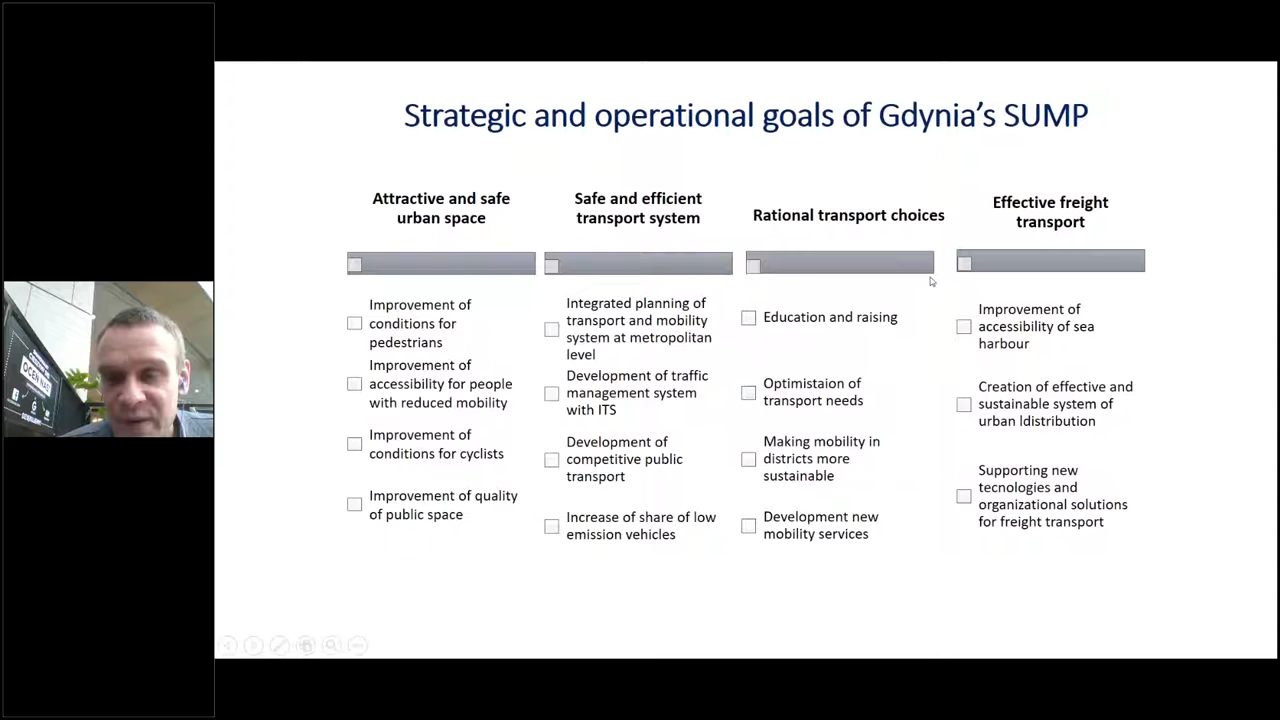 Strategic and operational goals of Gdynia's SUMP
Attractive and safe
urban space
Improvement of
conditions for
pedestrians
Improvement of
accessibility for people
with reduced mobility
Improvement of
conditions for cyclists
Improvement of quality
of public space
Safe and efficient
transport system
Integrated planning of
transport and mobility
system at metropolitan
level
Development of traffic
management system
with ITS
Development of
competitive public
transport
Increase of share of low
emission vehicles
Rational transport choices
Education and raising
Optimistaion of
transport needs
Making mobility in
districts more
sustainable
Development new
mobility services
Effective freight
transport
Improvement of
accessibility of sea
harbour
Creation of effective and
sustainable system of
urban ldistribution
Supporting new
tecnologies and
organizational solutions
for freight transport
OCEŃ NAS